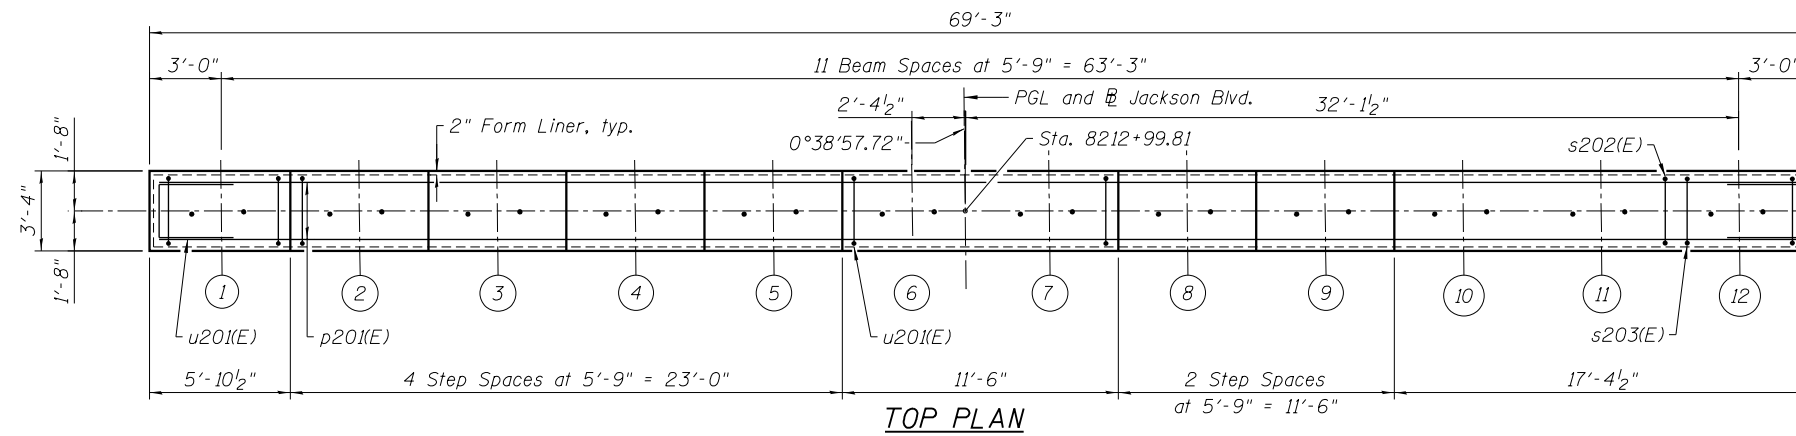 69'-3"
3'-0"
11 Beam Spaces at 5'-9" = 63'-3"
3'-0"
PGL and ℄ Jackson Blvd.
2'-4½"
32'-1½"
2" Form Liner, typ.
0°38'57.72"
Sta. 8212+99.81
s202(E)
1'-8"
3'-4"
1'-8"
1
2
3
4
5
6
7
8
9
10
11
12
u201(E)
p201(E)
u201(E)
s203(E)
5'-10½"
4 Step Spaces at 5'-9" = 23'-0"
11'-6"
2 Step Spaces
at 5'-9" = 11'-6"
17'-4½"
TOP PLAN